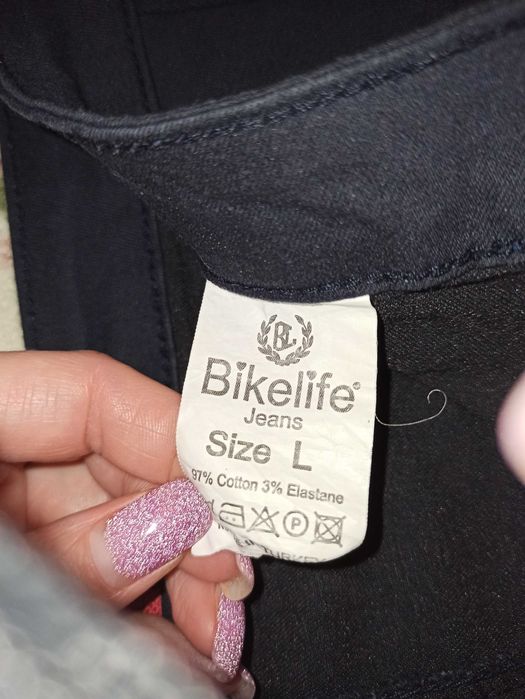 BL
Bikelife®
Jeans
Size L
97% Cotton 3% Elastane
P